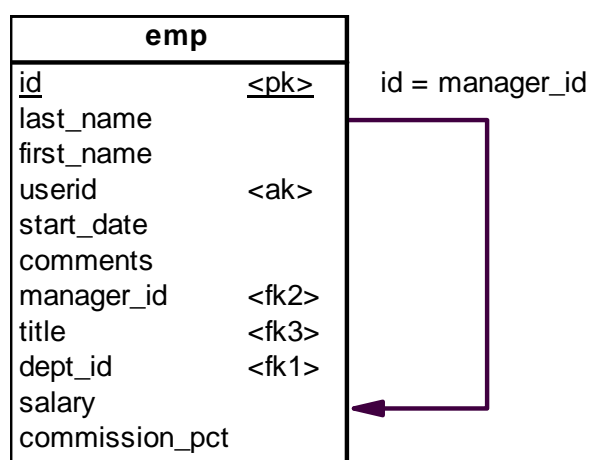 emp
id <pk> id = manager_id
last_name
first_name
userid <ak>
start_date
comments
manager_id <fk2>
title <fk3>
dept_id <fk1>
salary
commission_pct